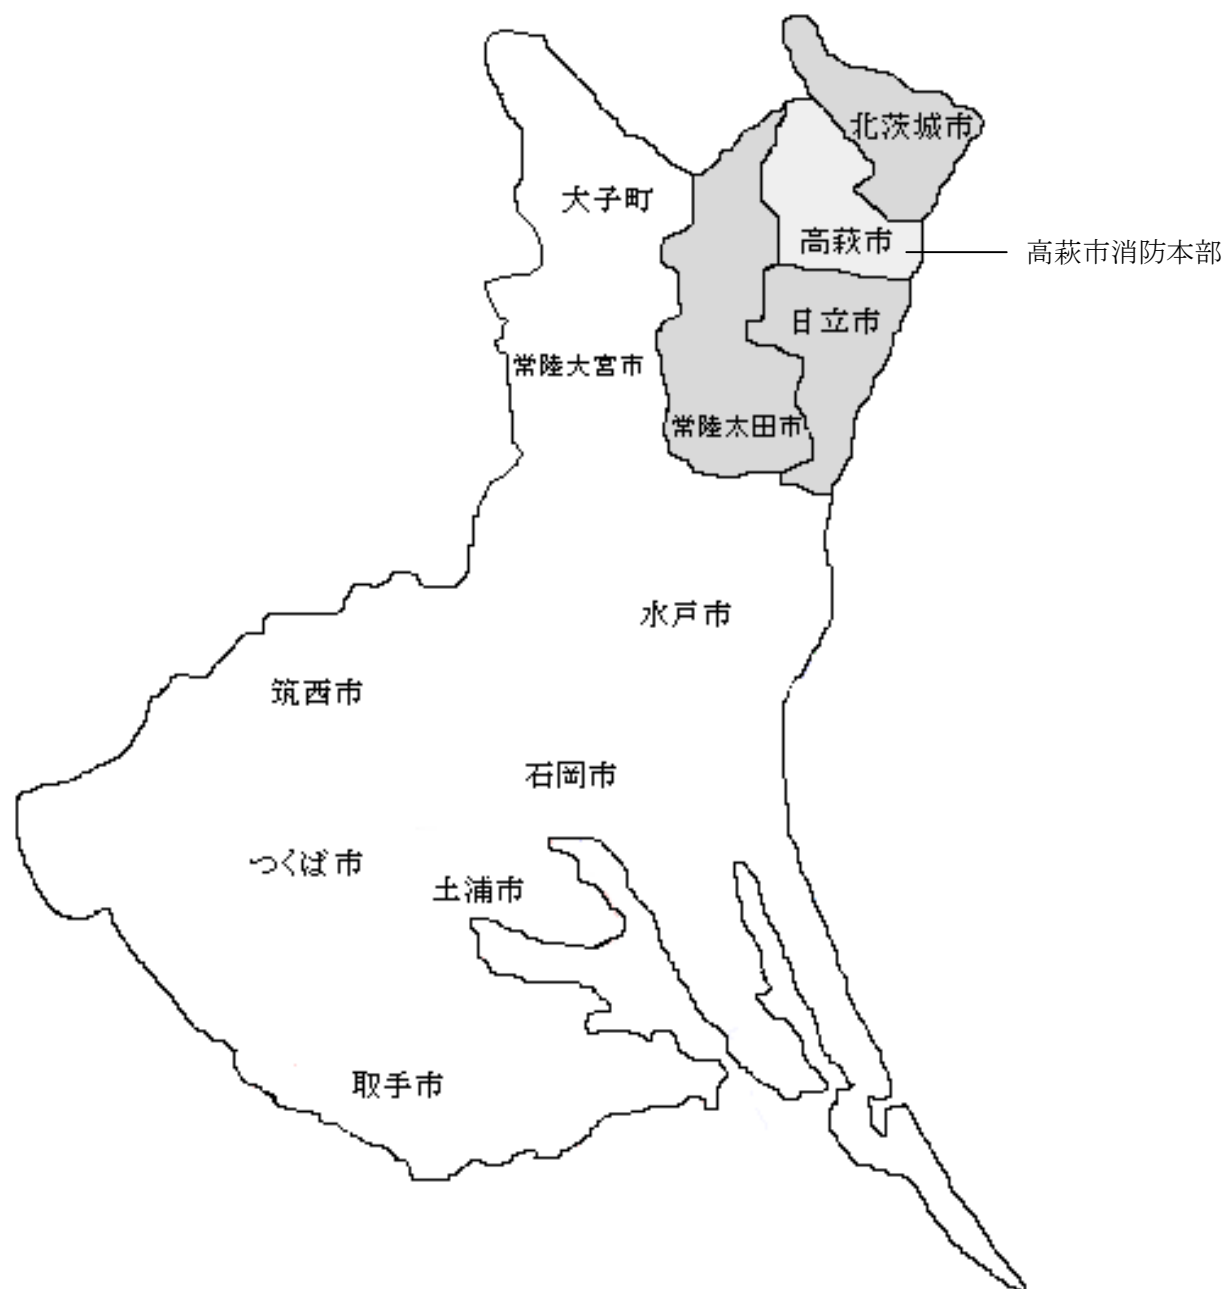 北茨城市
大子町
高萩市
高萩市消防本部
日立市
常陸大宮市
常陸太田市
水戸市
筑西市
石岡市
つくば市
土浦市
取手市